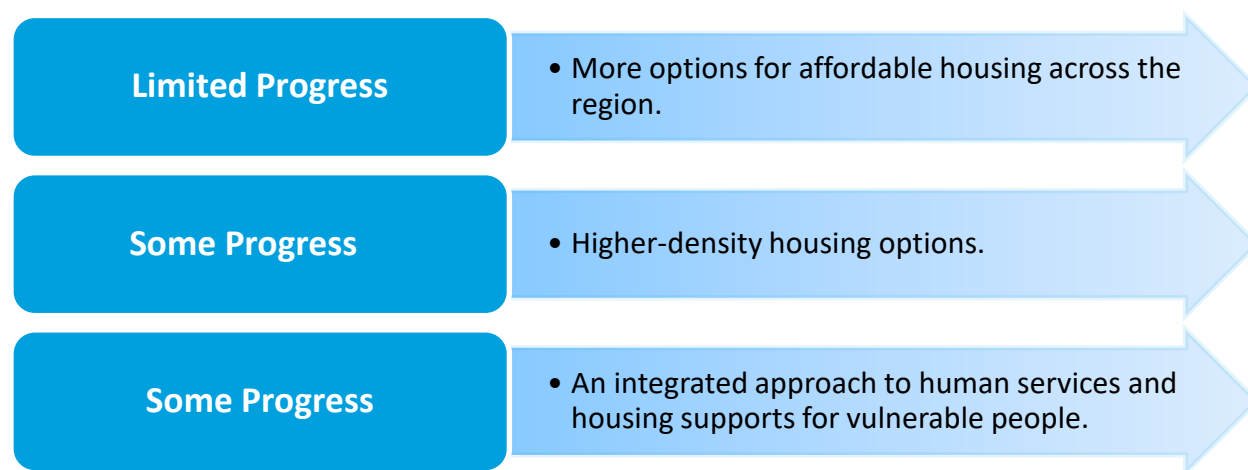 Limited Progress
• More options for affordable housing across the
region.
Some Progress
• Higher-density housing options.
Some Progress
• An integrated approach to human services and
housing supports for vulnerable people.